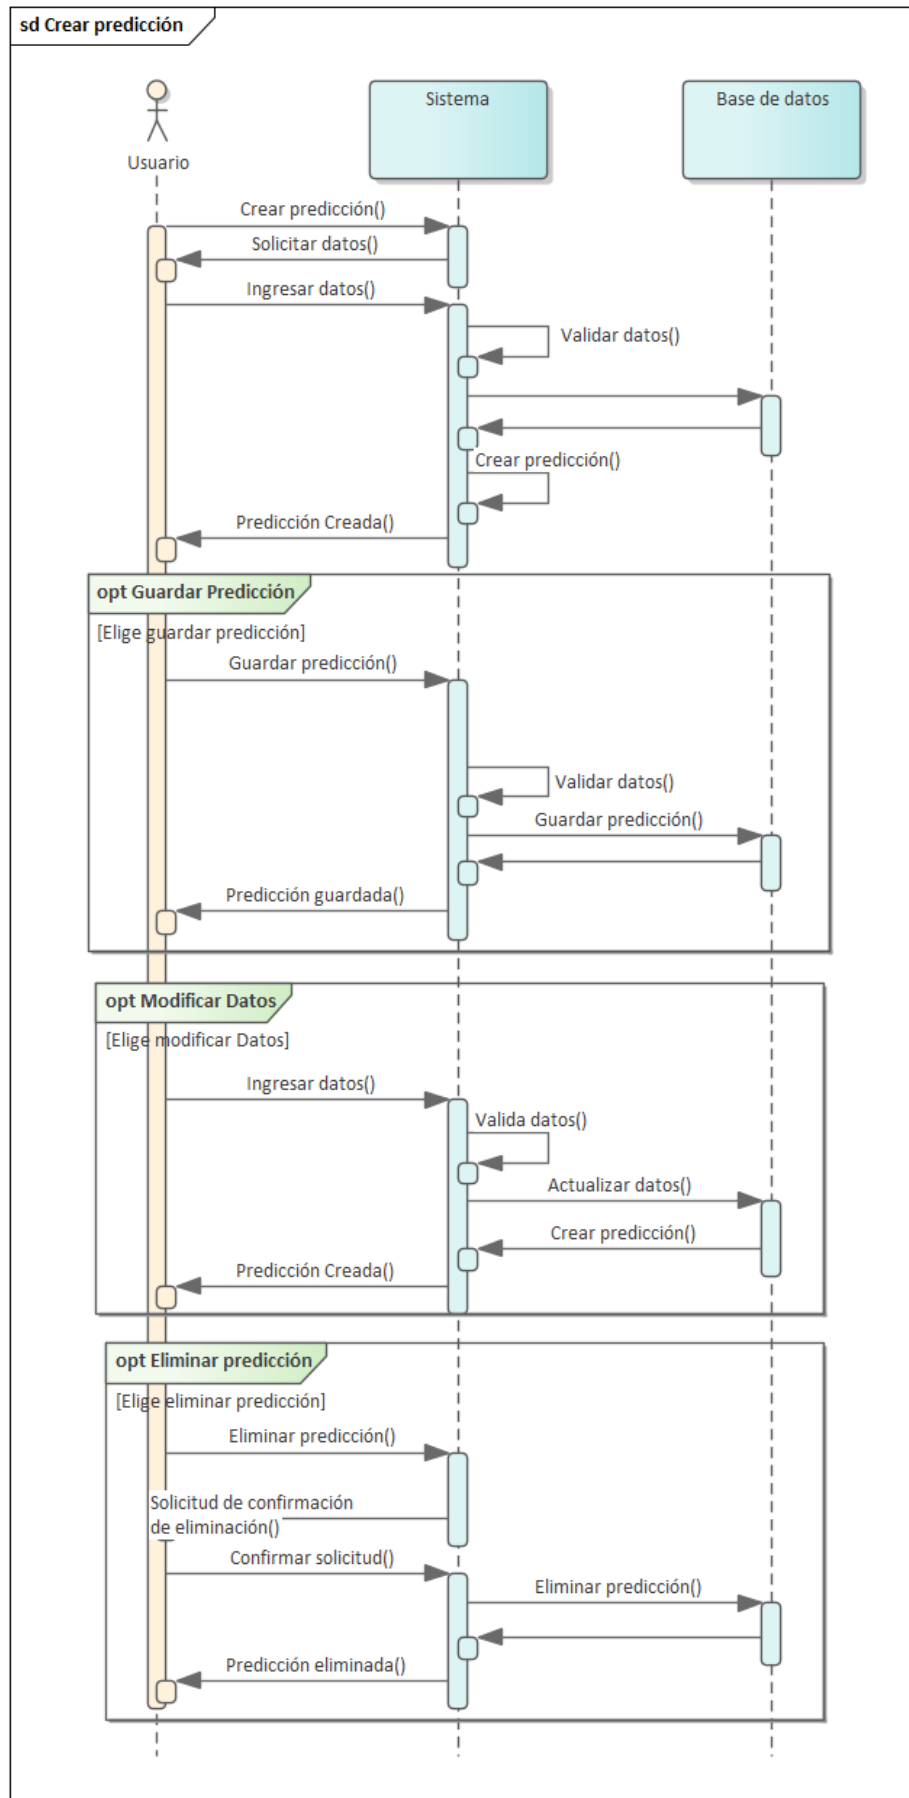 sd Crear predicción
Usuario
Sistema
Base de datos
Crear predicción()
Solicitar datos()
Ingresar datos()
Validar datos()
Crear predicción()
Predicción Creada()
opt Guardar Predicción
[Elige guardar predicción]
Guardar predicción()
Validar datos()
Guardar predicción()
Predicción guardada()
opt Modificar Datos
[Elige modificar Datos]
Ingresar datos()
Valida datos()
Actualizar datos()
Crear predicción()
Predicción Creada()
opt Eliminar predicción
[Elige eliminar predicción]
Eliminar predicción()
Solicitud de confirmación
de eliminación()
Confirmar solicitud()
Eliminar predicción()
Predicción eliminada()